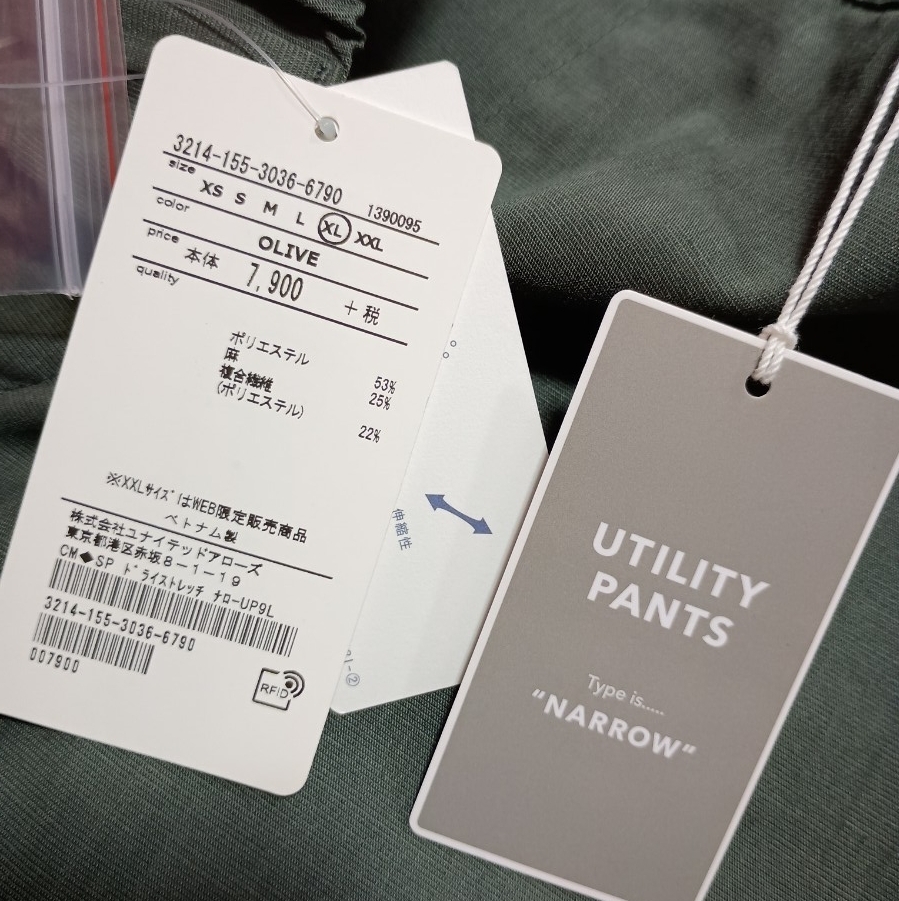 3214-155-3036-6790 1390095
size
XS S M L XL XXL
color
OLIVE
price
本体 7,900 +税
quality
ポリエステル 53%
麻 25%
複合繊維
(ポリエステル) 22%
※XXLｻｲｽﾞはWEB限定販売商品
ベトナム製
株式会社ユナイテッドアローズ
東京都港区赤坂8-1-19
CM◆SP ﾄﾞﾗｲｽﾄﾚｯﾁ ﾅﾛｰUP9L
3214-155-3036-6790
007900
RFID
伸縮性
UTILITY
PANTS
Type is.....
"NARROW"